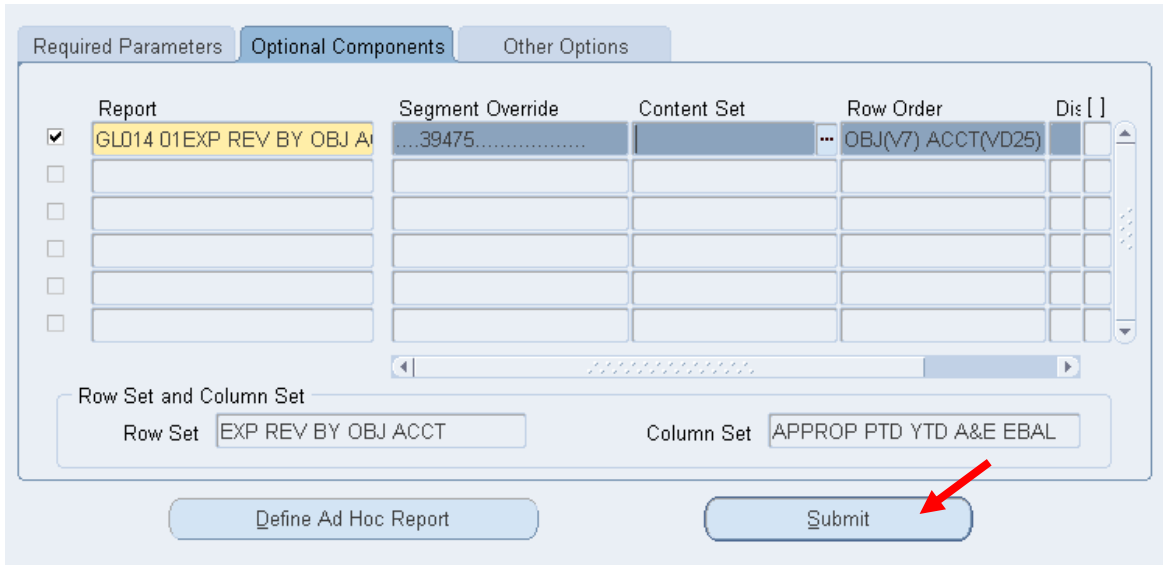 Required Parameters Optional Components Other Options
Report Segment Override Content Set Row Order Dis [ ]
GL014 01EXP REV BY OBJ A ....39475.................. ... OBJ(V7) ACCT(VD25)
Row Set and Column Set
Row Set EXP REV BY OBJ ACCT Column Set APPROP PTD YTD A&E EBAL
Define Ad Hoc Report Submit